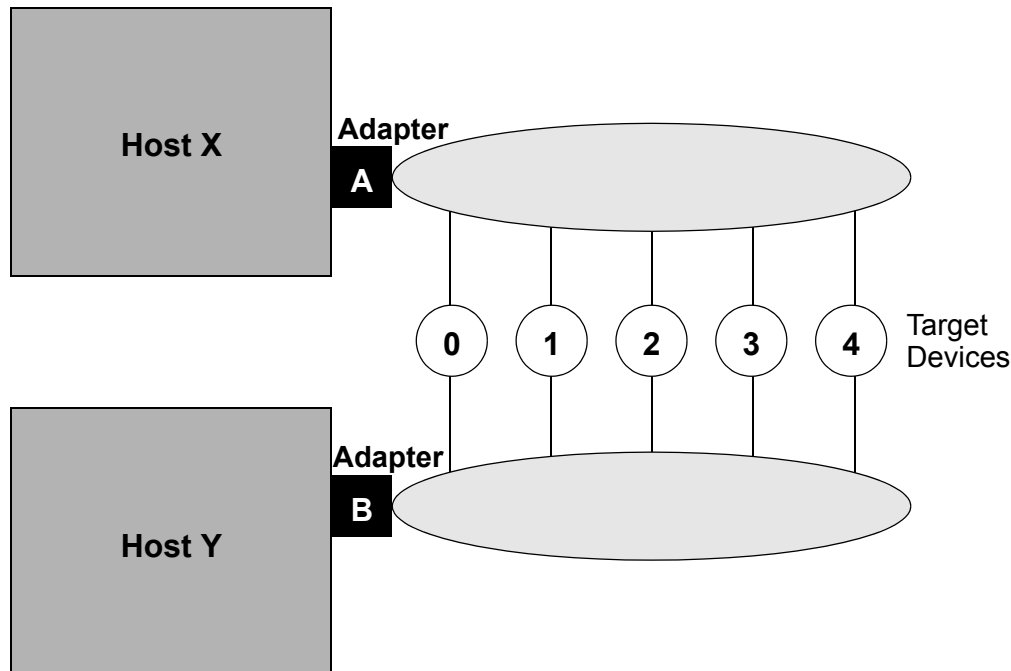 Host X
Adapter
A
0 1 2 3 4
Target
Devices
Host Y
Adapter
B